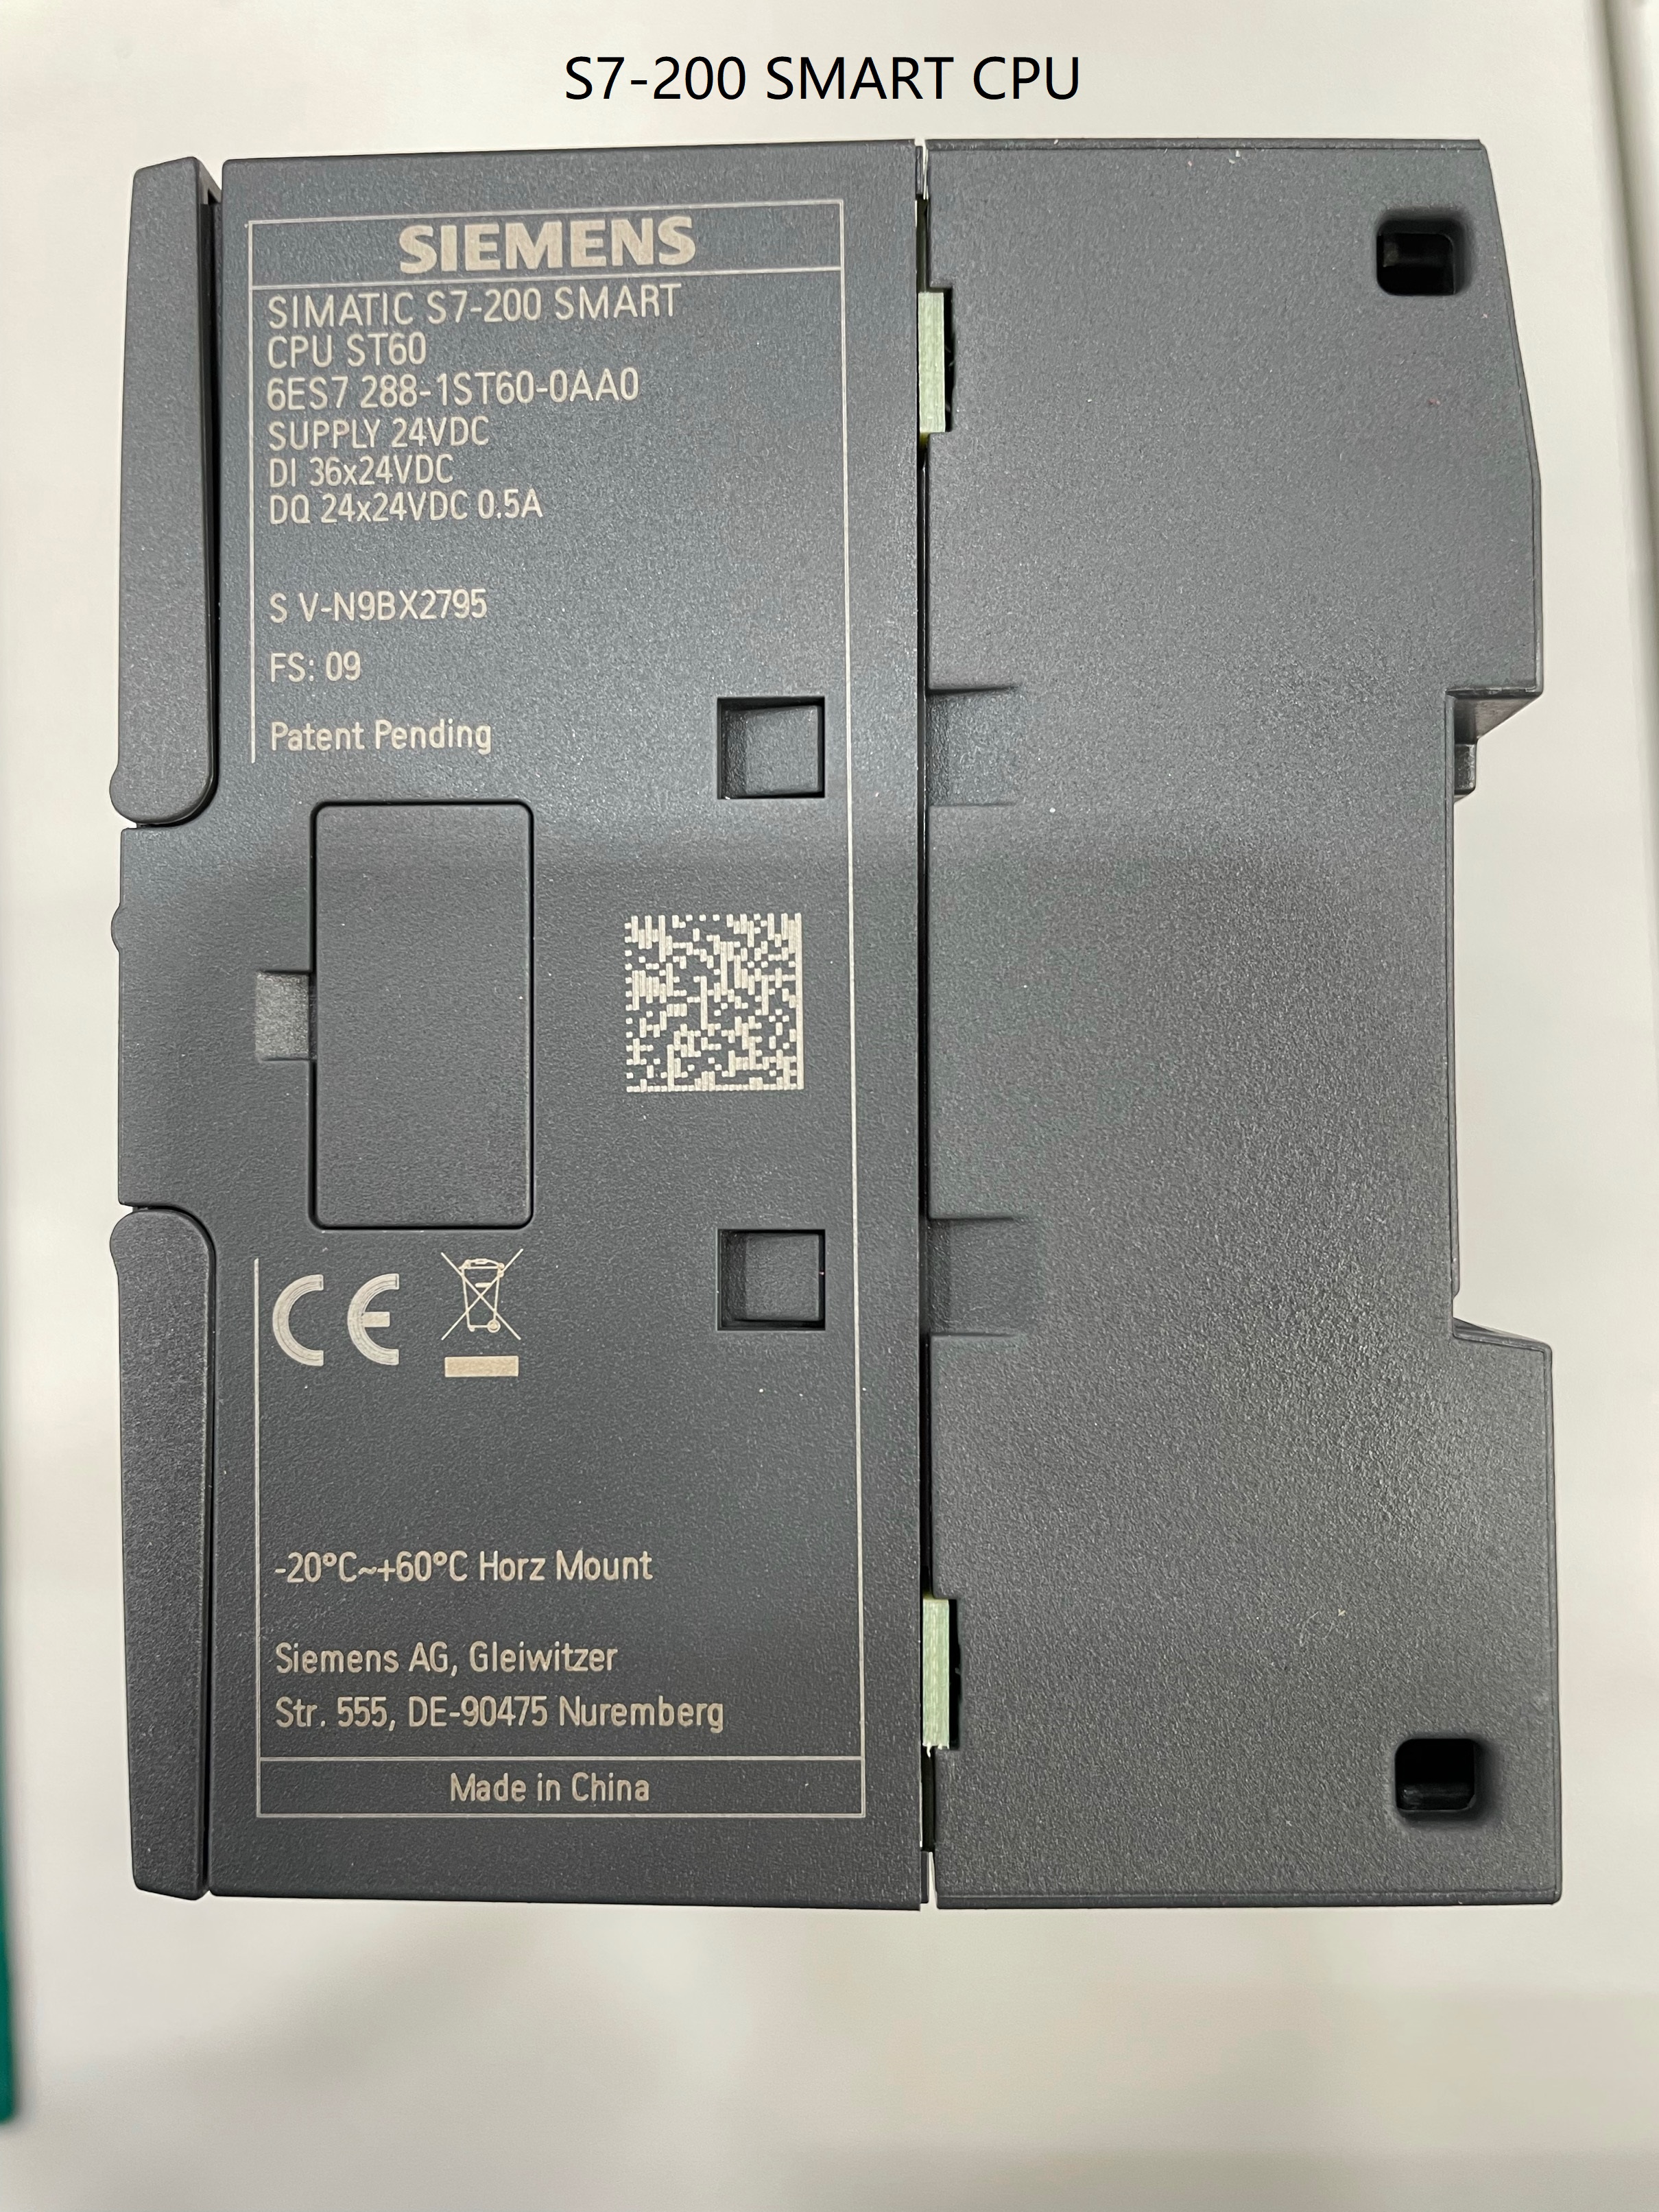 S7-200 SMART CPU
SIEMENS
SIMATIC S7-200 SMART
CPU ST60
6ES7 288-1ST60-0AA0
SUPPLY 24VDC
DI 36x24VDC
DQ 24x24VDC 0.5A
S V-N9BX2795
FS: 09
Patent Pending
CE
-20°C~+60°C Horz Mount
Siemens AG, Gleiwitzer
Str. 555, DE-90475 Nuremberg
Made in China